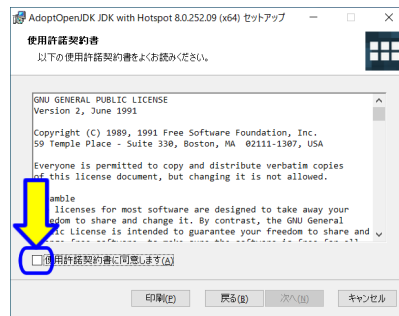 AdoptOpenJDK JDK with Hotspot 8.0.252.09 (x64) セットアップ
使用許諾契約書
以下の使用許諾契約書をよくお読みください。
GNU GENERAL PUBLIC LICENSE
Version 2, June 1991
Copyright (C) 1989, 1991 Free Software Foundation, Inc.
59 Temple Place - Suite 330, Boston, MA  02111-1307, USA
Everyone is permitted to copy and distribute verbatim copies
of this license document, but changing it is not allowed.
amble
licenses for most software are designed to take away your
edom to share and change it. By contrast, the GNU General
ic License is intended to guarantee your freedom to share and
使用許諾契約書に同意します(A)
印刷(P) 戻る(B) 次へ(N) キャンセル